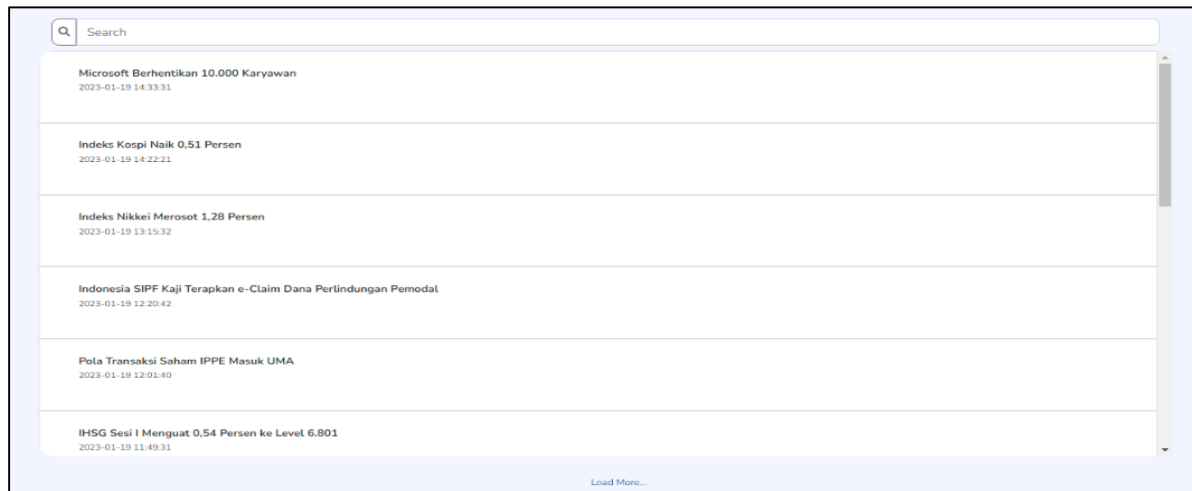 Search
Microsoft Berhentikan 10.000 Karyawan
2023-01-19 14:33:31
Indeks Kospi Naik 0,51 Persen
2023-01-19 14:22:21
Indeks Nikkei Merosot 1,28 Persen
2023-01-19 13:15:32
Indonesia SIPF Kaji Terapkan e-Claim Dana Perlindungan Pemodal
2023-01-19 12:20:42
Pola Transaksi Saham IPPE Masuk UMA
2023-01-19 12:01:40
IHSG Sesi I Menguat 0,54 Persen ke Level 6.801
2023-01-19 11:49:31
Load More...